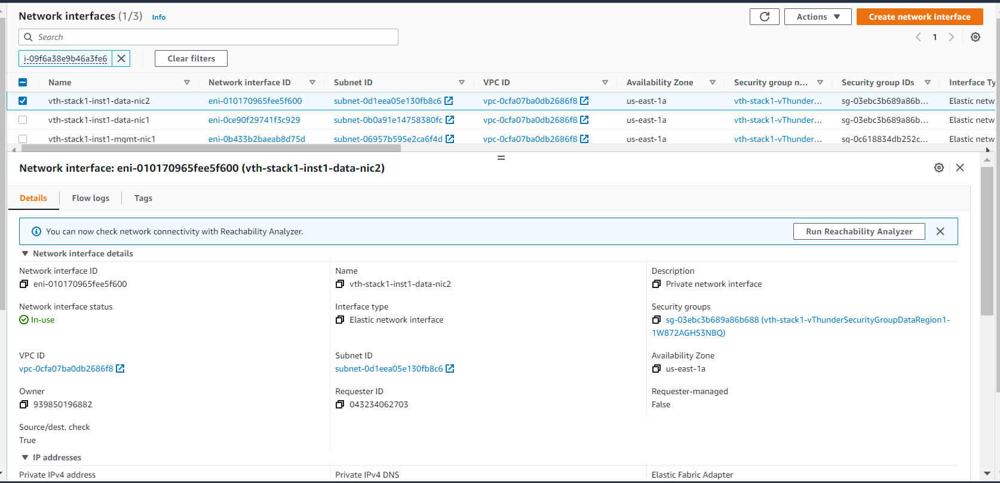 Network interfaces (1/3) Info
Actions
Create network interface
Search
1
i-09f6a38e9b46a3fe6
Clear filters
Name Network interface ID Subnet ID VPC ID Availability Zone Security group n... Security group IDs Interface Ty
vth-stack1-inst1-data-nic2 eni-010170965fee5f600 subnet-0d1eea05e130fb8c6 vpc-0cfa07ba0db2686f8 us-east-1a vth-stack1-vThunder... sg-03ebc3b689a86b... Elastic netw
vth-stack1-inst1-data-nic1 eni-0ce90f29741f3c929 subnet-0b0a91e14758380fc vpc-0cfa07ba0db2686f8 us-east-1a vth-stack1-vThunder... sg-03ebc3b689a86b... Elastic netw
vth-stack1-inst1-mgmt-nic1 eni-0b433b2baeab8d75d subnet-06957b595e2ca6f4d vpc-0cfa07ba0db2686f8 us-east-1a vth-stack1-vThunder... sg-0c618834db252c... Elastic netw
Network interface: eni-010170965fee5f600 (vth-stack1-inst1-data-nic2)
Details Flow logs Tags
You can now check network connectivity with Reachability Analyzer.
Run Reachability Analyzer
Network interface details
Network interface ID
eni-010170965fee5f600
Name
vth-stack1-inst1-data-nic2
Description
Private network interface
Network interface status
In-use
Interface type
Elastic network interface
Security groups
sg-03ebc3b689a86b688 (vth-stack1-vThunderSecurityGroupDataRegion1-
1W872AGHS3NBQ)
VPC ID
vpc-0cfa07ba0db2686f8
Subnet ID
subnet-0d1eea05e130fb8c6
Availability Zone
us-east-1a
Owner
939850196882
Requester ID
043234062703
Requester-managed
False
Source/dest. check
True
IP addresses
Private IPv4 address
Private IPv4 DNS
Elastic Fabric Adapter